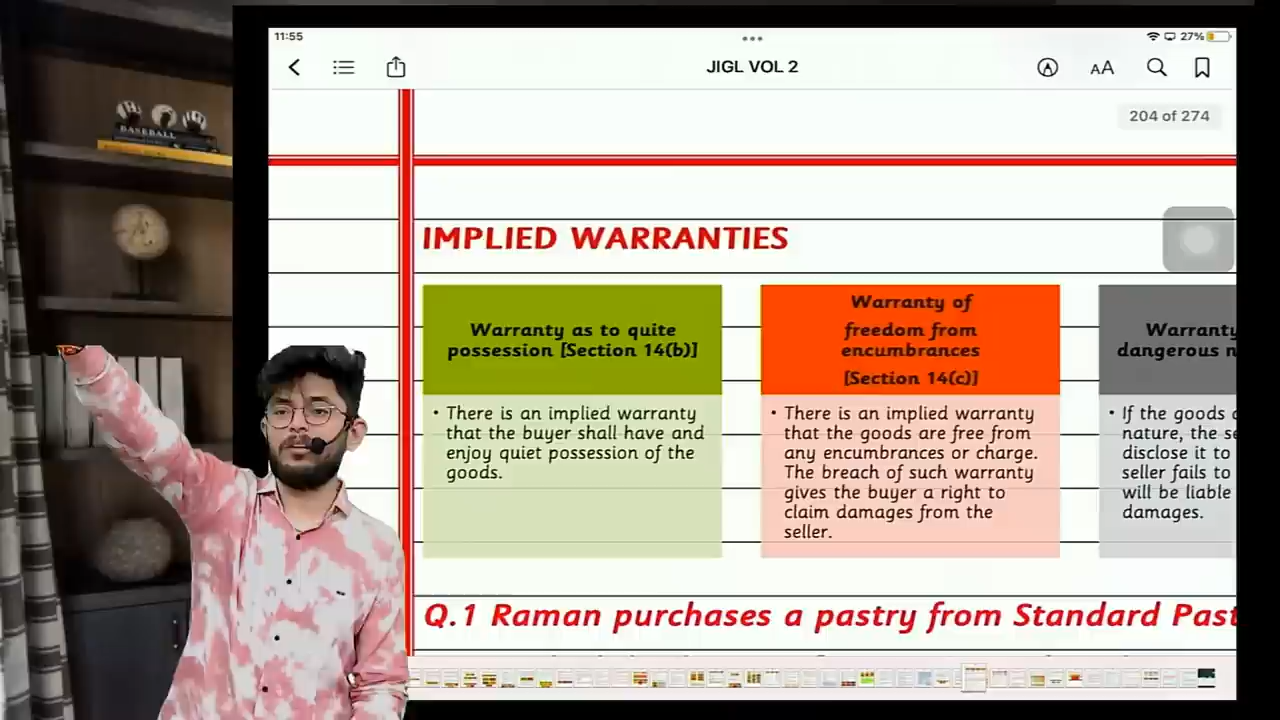 11:55
27%
JIGL VOL 2
AA
204 of 274
BASEBALL
IMPLIED WARRANTIES
Warranty as to quite
possession [Section 14(b)]
• There is an implied warranty
that the buyer shall have and
enjoy quiet possession of the
goods.
Warranty of
freedom from
encumbrances
[Section 14(c)]
• There is an implied warranty
that the goods are free from
any encumbrances or charge.
The breach of such warranty
gives the buyer a right to
claim damages from the
seller.
Warranty
dangerous n
• If the goods
nature, the se
disclose it to
seller fails to
will be liable
damages.
Q.1 Raman purchases a pastry from Standard Past